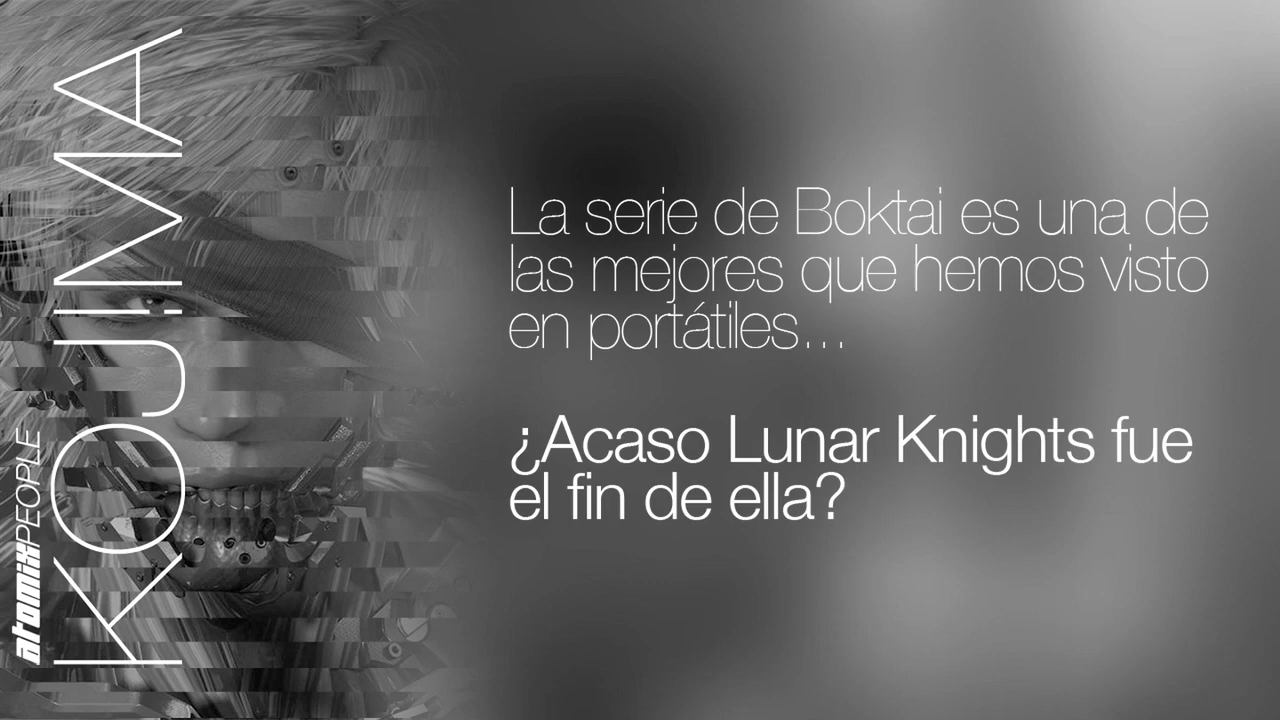 KOJIMA
atomixPEOPLE
La serie de Boktai es una de
las mejores que hemos visto
en portátiles...
¿Acaso Lunar Knights fue
el fin de ella?